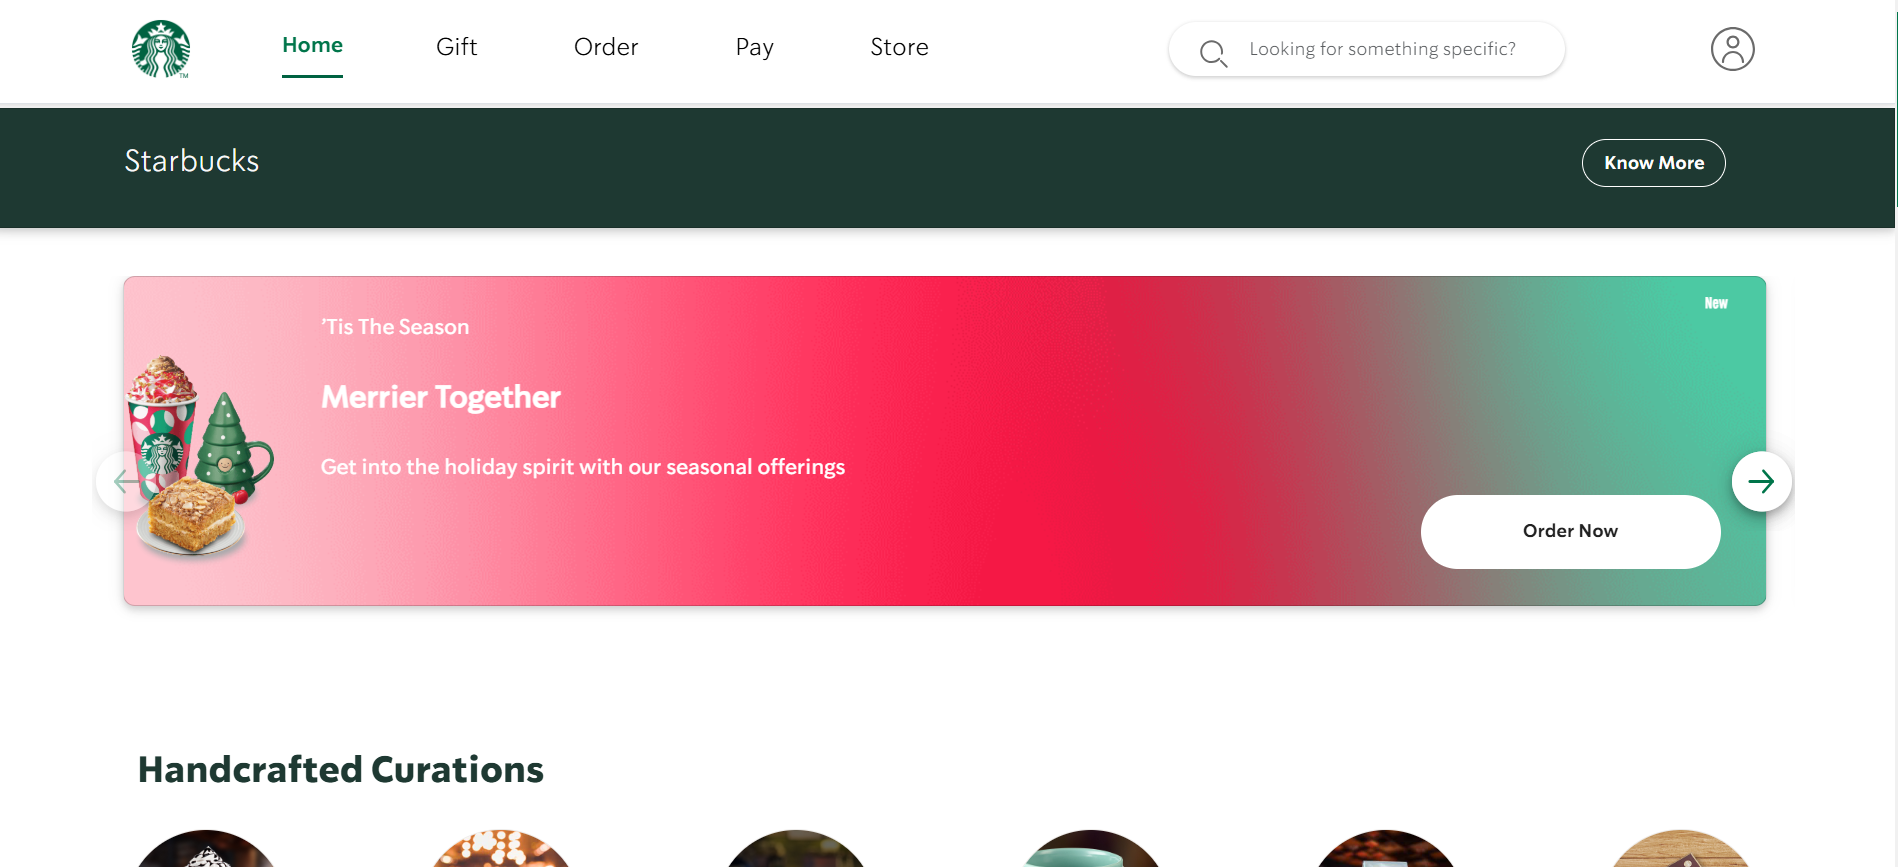 Home
Gift
Order
Pay
Store
Looking for something specific?
TM
Starbucks
Know More
New
’Tis The Season
Merrier Together
Get into the holiday spirit with our seasonal offerings
Order Now
Handcrafted Curations